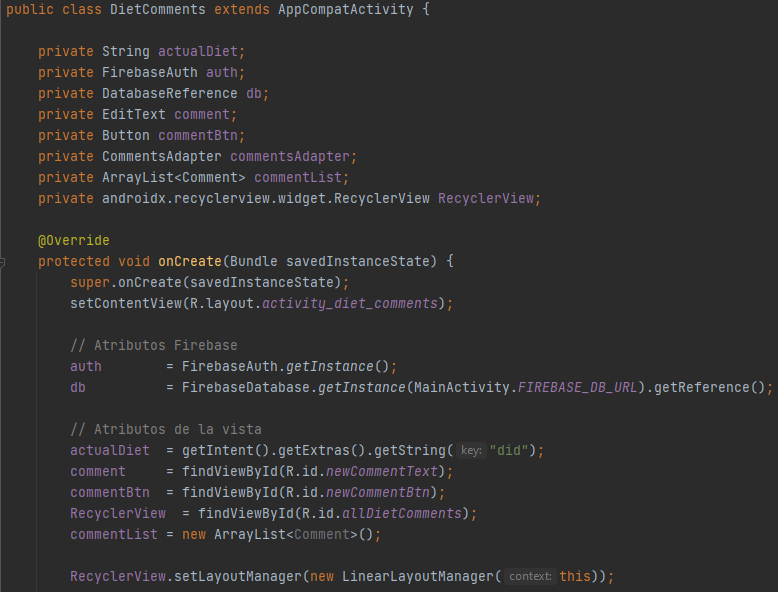 public class DietComments extends AppCompatActivity {
private String actualDiet;
private FirebaseAuth auth;
private DatabaseReference db;
private EditText comment;
private Button commentBtn;
private CommentsAdapter commentsAdapter;
private ArrayList<Comment> commentList;
private androidx.recyclerview.widget.RecyclerView RecyclerView;
@Override
protected void onCreate(Bundle savedInstanceState) {
super.onCreate(savedInstanceState);
setContentView(R.layout.activity_diet_comments);
// Atributos Firebase
auth        = FirebaseAuth.getInstance();
db          = FirebaseDatabase.getInstance(MainActivity.FIREBASE_DB_URL).getReference();
// Atributos de la vista
actualDiet  = getIntent().getExtras().getString( key: "did");
comment     = findViewById(R.id.newCommentText);
commentBtn  = findViewById(R.id.newCommentBtn);
RecyclerView  = findViewById(R.id.allDietComments);
commentList = new ArrayList<Comment>();
RecyclerView.setLayoutManager(new LinearLayoutManager( context: this));